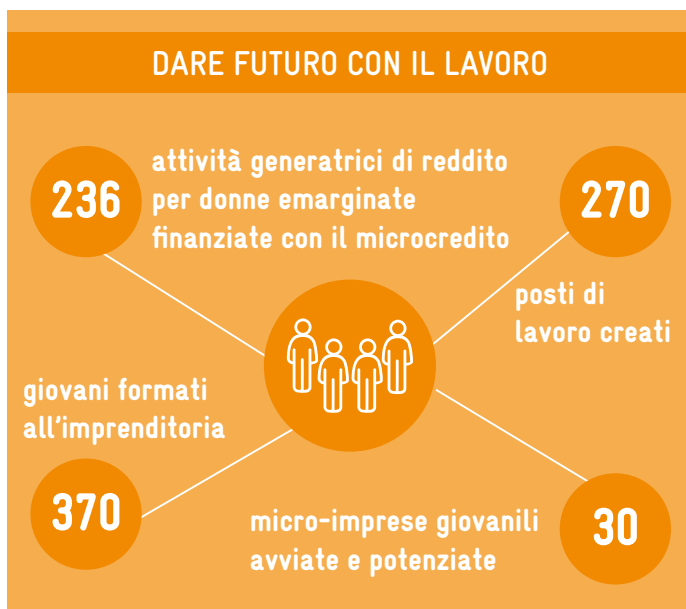 DARE FUTURO CON IL LAVORO
236
attività generatrici di reddito
per donne emarginate
finanziate con il microcredito
270
posti di
lavoro creati
giovani formati
all'imprenditoria
370
micro-imprese giovanili
avviate e potenziate
30